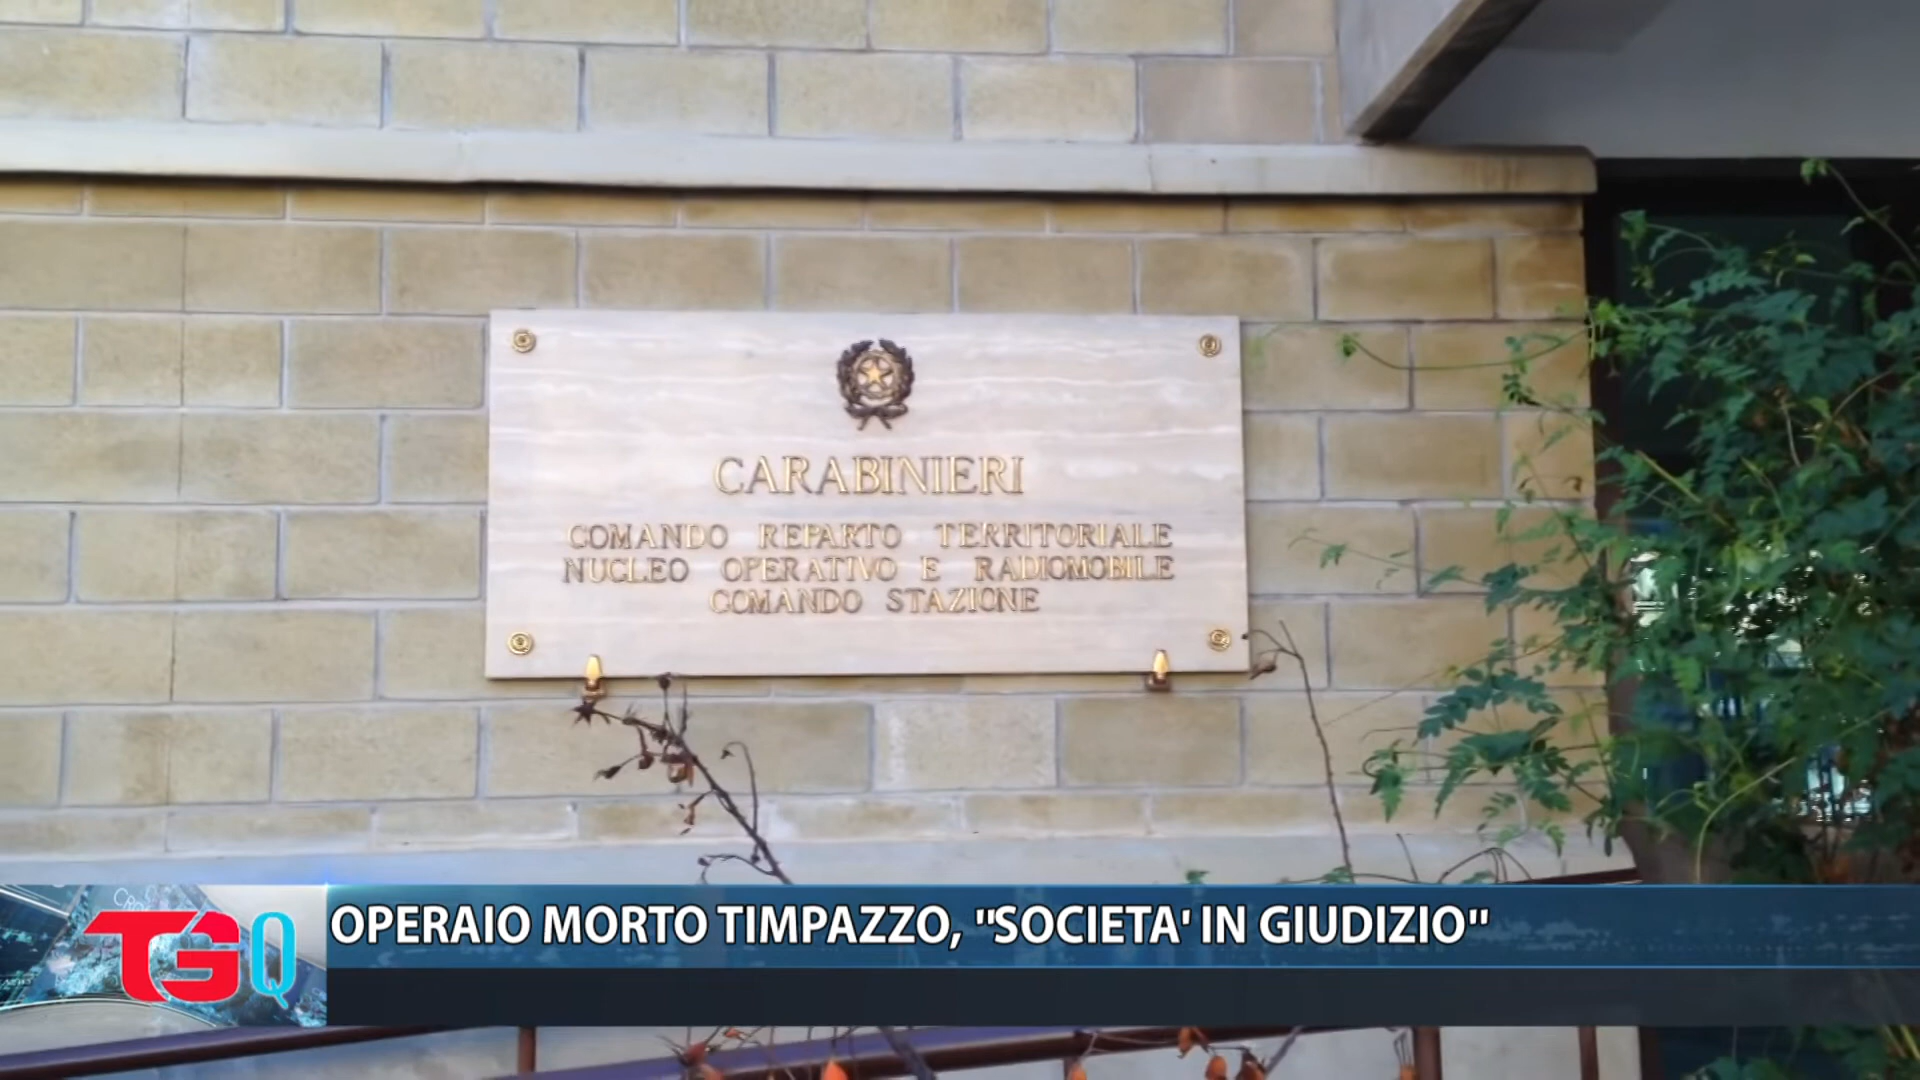 CARABINIERI
COMANDO REPARTO TERRITORIALE
NUCLEO OPERATIVO E RADIOMOBILE
COMANDO STAZIONE
TGQ OPERAIO MORTO TIMPAZZO, "SOCIETA' IN GIUDIZIO"